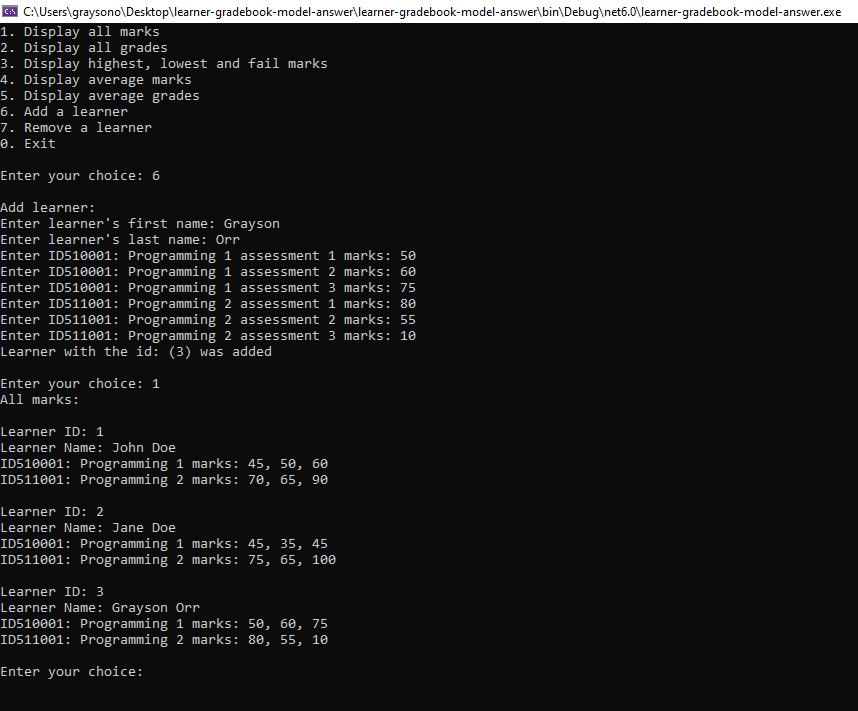 C:\Users\graysono\Desktop\learner-gradebook-model-answer\learner-gradebook-model-answer\bin\Debug\net6.0\learner-gradebook-model-answer.exe
1. Display all marks
2. Display all grades
3. Display highest, lowest and fail marks
4. Display average marks
5. Display average grades
6. Add a learner
7. Remove a learner
0. Exit
Enter your choice: 6
Add learner:
Enter learner's first name: Grayson
Enter learner's last name: Orr
Enter ID510001: Programming 1 assessment 1 marks: 50
Enter ID510001: Programming 1 assessment 2 marks: 60
Enter ID510001: Programming 1 assessment 3 marks: 75
Enter ID511001: Programming 2 assessment 1 marks: 80
Enter ID511001: Programming 2 assessment 2 marks: 55
Enter ID511001: Programming 2 assessment 3 marks: 10
Learner with the id: (3) was added
Enter your choice: 1
All marks:
Learner ID: 1
Learner Name: John Doe
ID510001: Programming 1 marks: 45, 50, 60
ID511001: Programming 2 marks: 70, 65, 90
Learner ID: 2
Learner Name: Jane Doe
ID510001: Programming 1 marks: 45, 35, 45
ID511001: Programming 2 marks: 75, 65, 100
Learner ID: 3
Learner Name: Grayson Orr
ID510001: Programming 1 marks: 50, 60, 75
ID511001: Programming 2 marks: 80, 55, 10
Enter your choice: